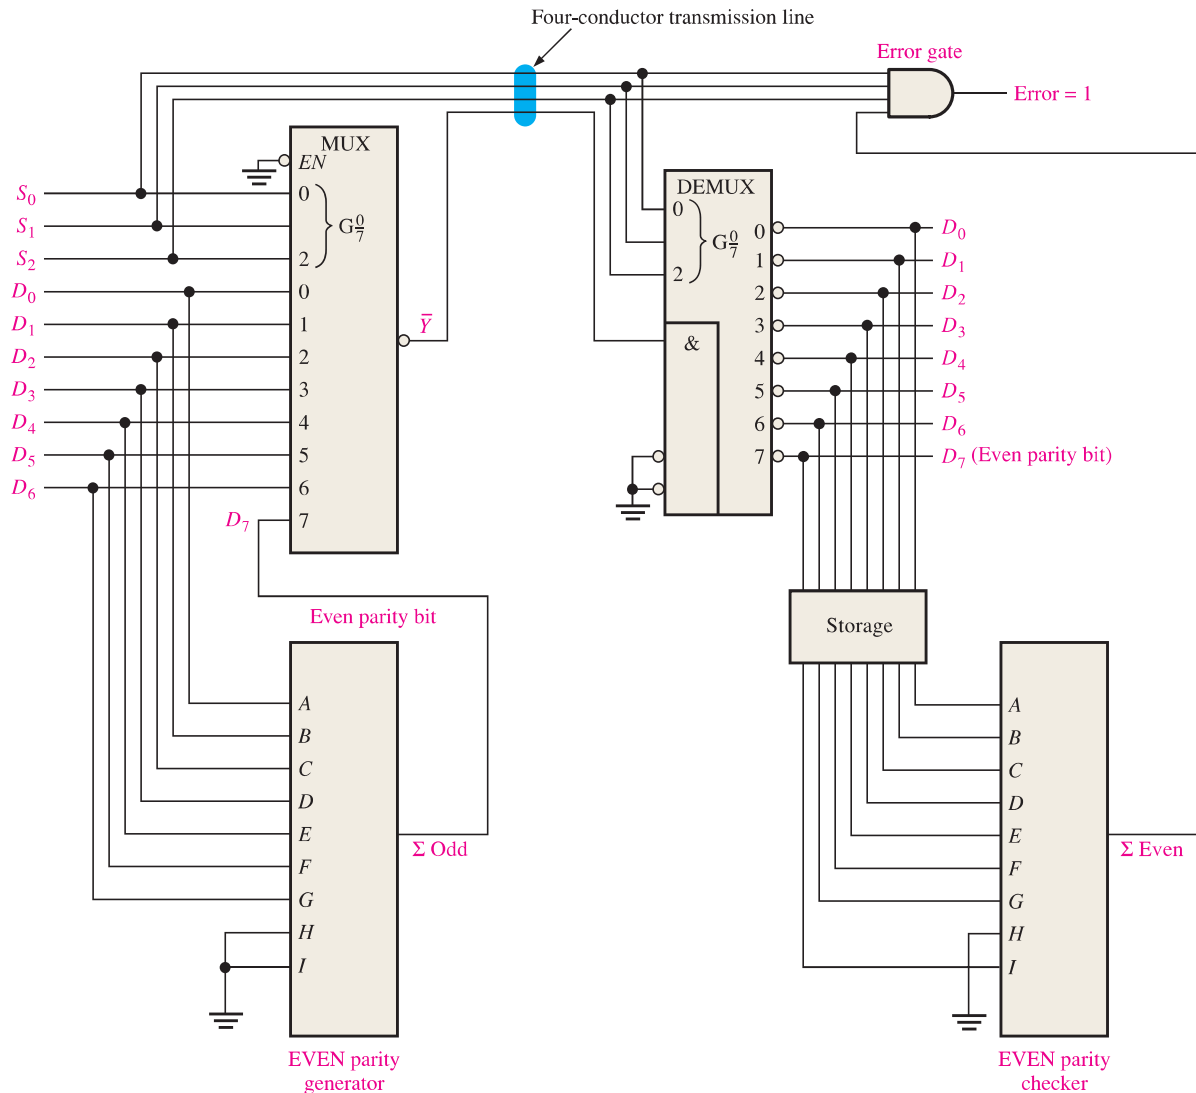 Four-conductor transmission line
Error gate
Error = 1
MUX
EN
S0
0
S1
G 0/7
S2
2
D0
0
D1
1
D2
2
D3
3
D4
4
D5
5
D6
6
D7
7
Y̅
DEMUX
0
G 0/7
2
&
0
D0
1
D1
2
D2
3
D3
4
D4
5
D5
6
D6
7
D7 (Even parity bit)
Even parity bit
A
B
C
D
E
F
G
H
I
Σ Odd
EVEN parity
generator
Storage
A
B
C
D
E
F
G
H
I
Σ Even
EVEN parity
checker